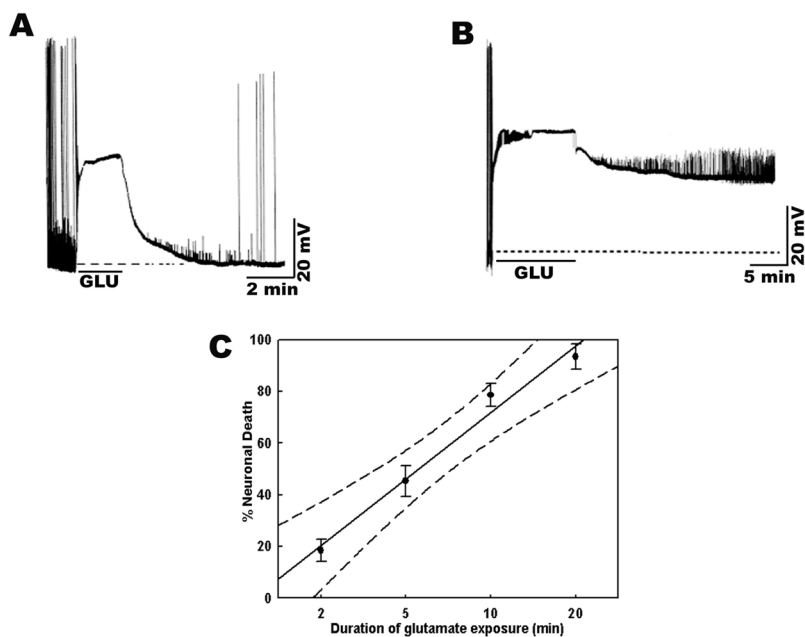 A
B
20 mV
2 min
GLU
20 mV
5 min
GLU
C
% Neuronal Death
100
80
60
40
20
0
2 5 10 20
Duration of glutamate exposure (min)